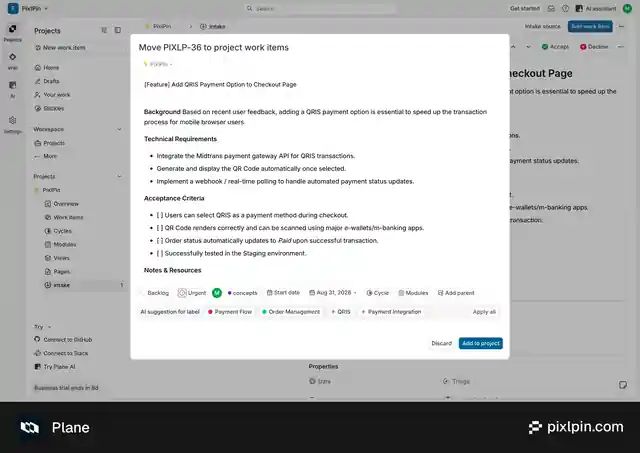 PixlPin
Search
Get started
AI assistant
M
Projects
Wiki
AI
Settings
Projects
New work item
Home
Drafts
Your work
Stickies
Workspace
Projects
More
Projects
PixlPin
Overview
Work items
Cycles
Modules
Views
Pages
Intake
Try
Connect to GitHub
Connect to Slack
Try Plane AI
Business trial ends in 8d
PixlPin
Intake
Intake source
Add work item
Accept
Decline
Checkout Page
option is essential to speed up the
status updates.
e-wallets/m-banking apps.
transaction.
Move PIXLP-36 to project work items
PixlPin
[Feature] Add QRIS Payment Option to Checkout Page
Background Based on recent user feedback, adding a QRIS payment option is essential to speed up the transaction
process for mobile browser users.
Technical Requirements
• Integrate the Midtrans payment gateway API for QRIS transactions.
• Generate and display the QR Code automatically once selected.
• Implement a webhook / real-time polling to handle automated payment status updates.
Acceptance Criteria
• [ ] Users can select QRIS as a payment method during checkout.
• [ ] QR Code renders correctly and can be scanned using major e-wallets/m-banking apps.
• [ ] Order status automatically updates to Paid upon successful transaction.
• [ ] Successfully tested in the Staging environment.
Notes & Resources
Backlog
Urgent
M
concepts
Start date
Aug 31, 2026
Cycle
Modules
Add parent
AI suggestion for label
Payment Flow
Order Management
+ QRIS
+ Payment Integration
Apply all
Discard
Add to project
Properties
State
Triage
Plane
pixlpin.com